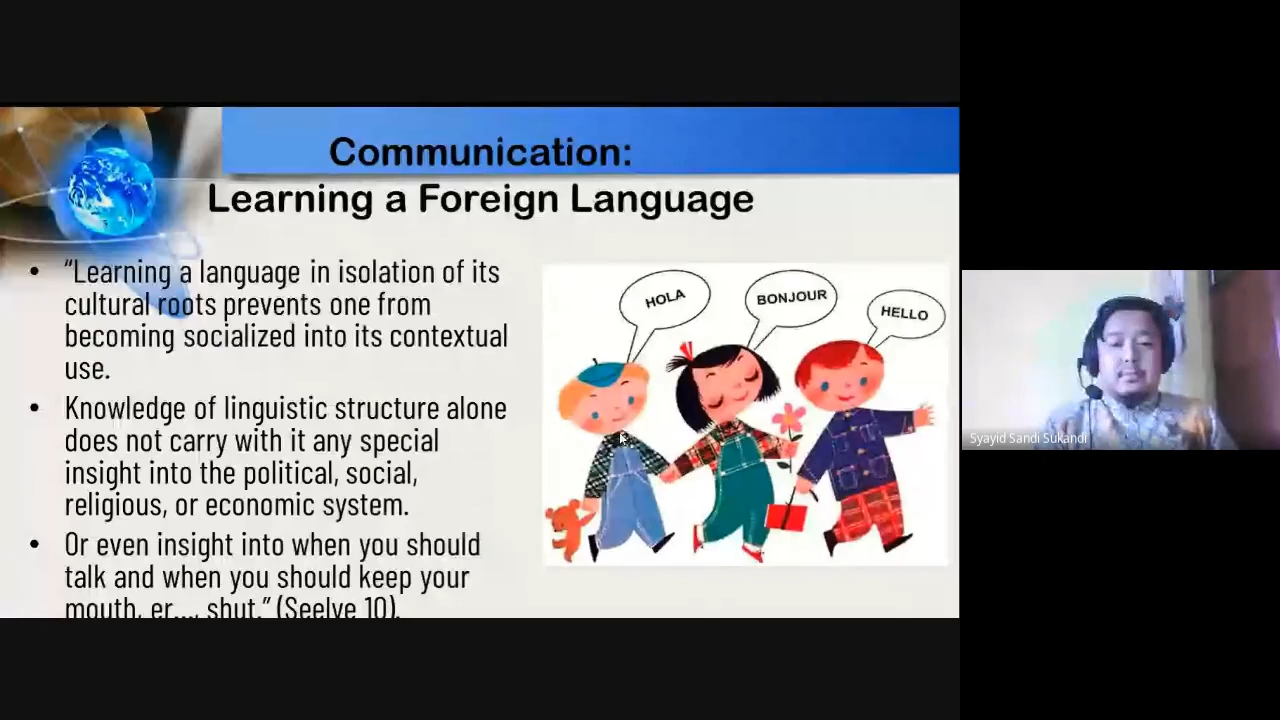 Communication:
Learning a Foreign Language
• “Learning a language in isolation of its
cultural roots prevents one from
becoming socialized into its contextual
use.
• Knowledge of linguistic structure alone
does not carry with it any special
insight into the political, social,
religious, or economic system.
• Or even insight into when you should
talk and when you should keep your
mouth, er..., shut.” (Seelye 10).
HOLA
BONJOUR
HELLO
Syayid Sandi Sukandi